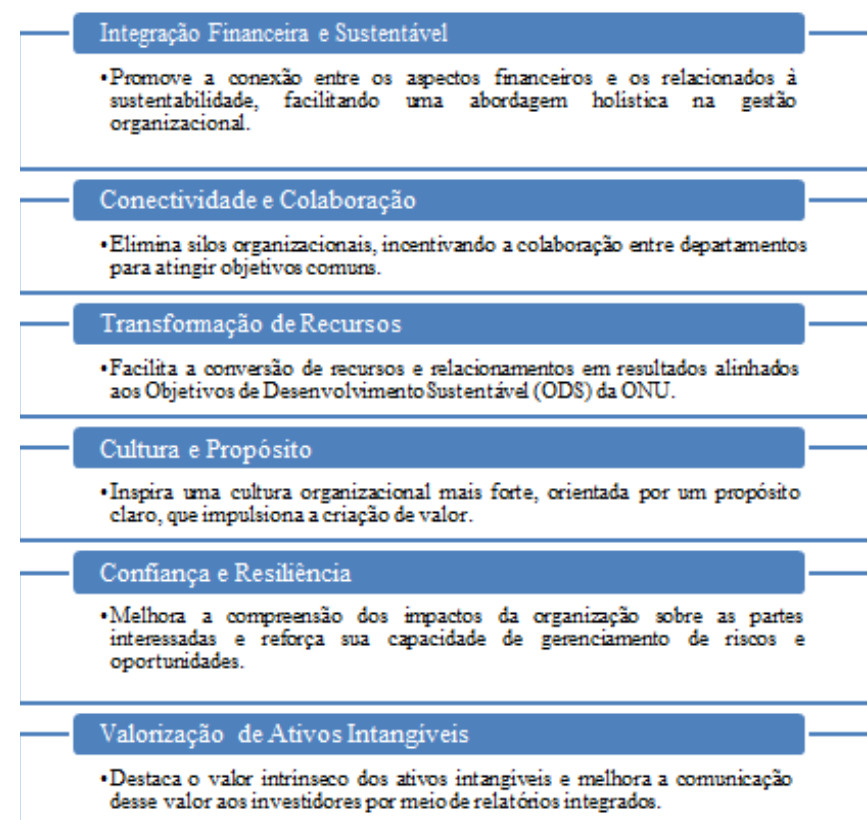 Integração Financeira e Sustentável
•Promove a conexão entre os aspectos financeiros e os relacionados à
sustentabilidade, facilitando uma abordagem holística na gestão
organizacional.
Conectividade e Colaboração
•Elimina silos organizacionais, incentivando a colaboração entre departamentos
para atingir objetivos comuns.
Transformação de Recursos
•Facilita a conversão de recursos e relacionamentos em resultados alinhados
aos Objetivos de Desenvolvimento Sustentável (ODS) da ONU.
Cultura e Propósito
•Inspira uma cultura organizacional mais forte, orientada por um propósito
claro, que impulsiona a criação de valor.
Confiança e Resiliência
•Melhora a compreensão dos impactos da organização sobre as partes
interessadas e reforça sua capacidade de gerenciamento de riscos e
oportunidades.
Valorização de Ativos Intangíveis
•Destaca o valor intrínseco dos ativos intangíveis e melhora a comunicação
desse valor aos investidores por meio de relatórios integrados.